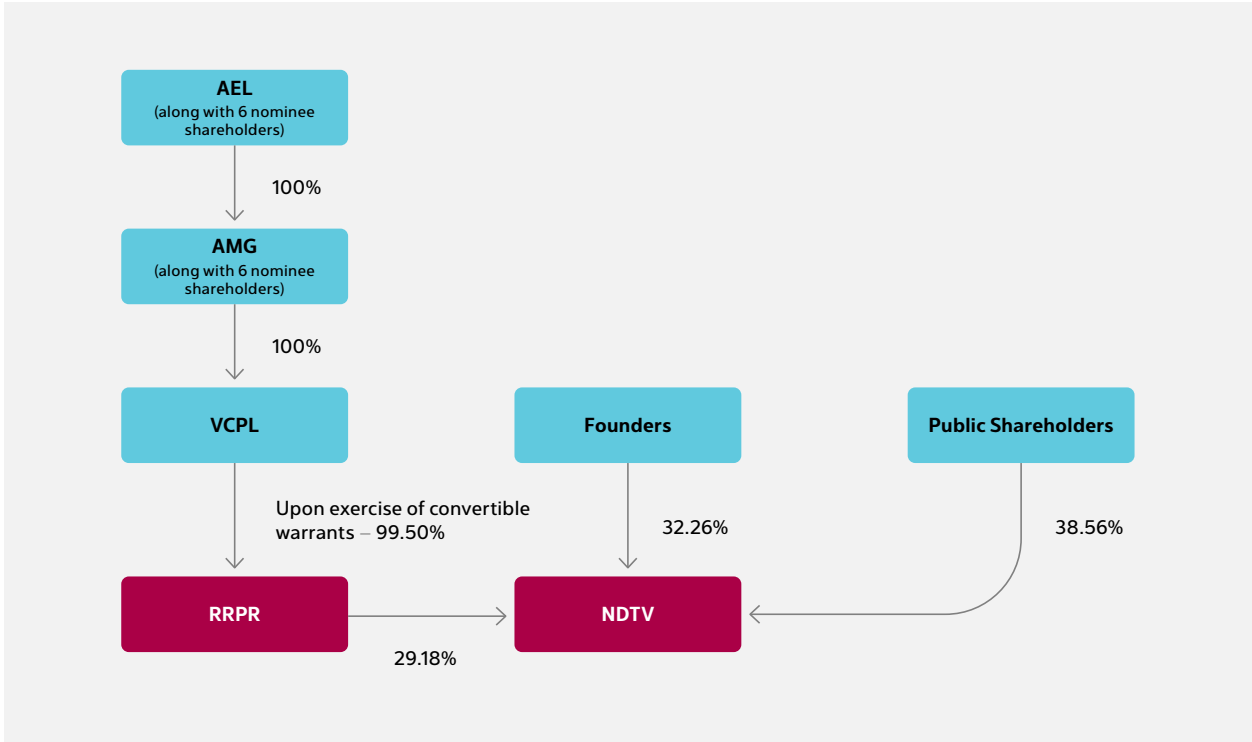 AEL
(along with 6 nominee
shareholders)
100%
AMG
(along with 6 nominee
shareholders)
100%
VCPL
Founders
Public Shareholders
Upon exercise of convertible
warrants – 99.50%
32.26%
38.56%
RRPR
NDTV
29.18%